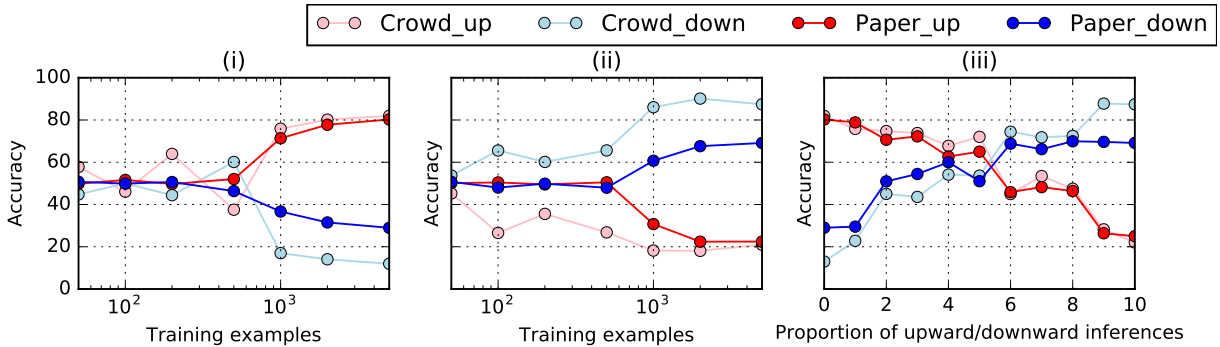 Crowd_up Crowd_down Paper_up Paper_down
(i) (ii) (iii)
100
80
60
40
20
0
Accuracy
10² 10³
Training examples
Accuracy
10² 10³
Training examples
Accuracy
0 2 4 6 8 10
Proportion of upward/downward inferences